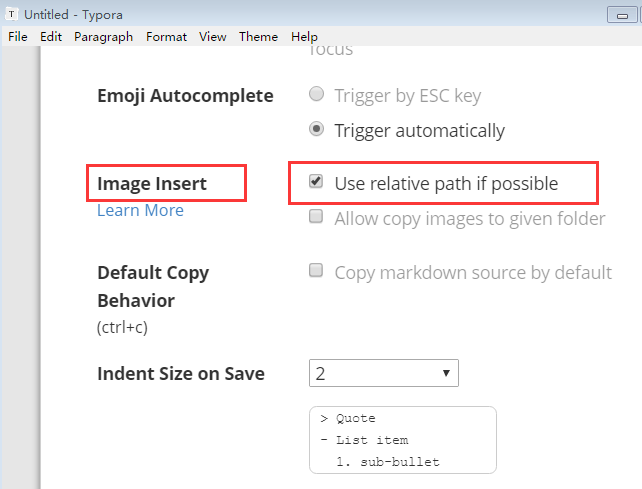 Untitled - Typora
File Edit Paragraph Format View Theme Help
focus
Emoji Autocomplete
Trigger by ESC key
Trigger automatically
Image Insert
Use relative path if possible
Learn More
Allow copy images to given folder
Default Copy
Behavior
Copy markdown source by default
(ctrl+c)
Indent Size on Save
2
> Quote
- List item
1. sub-bullet